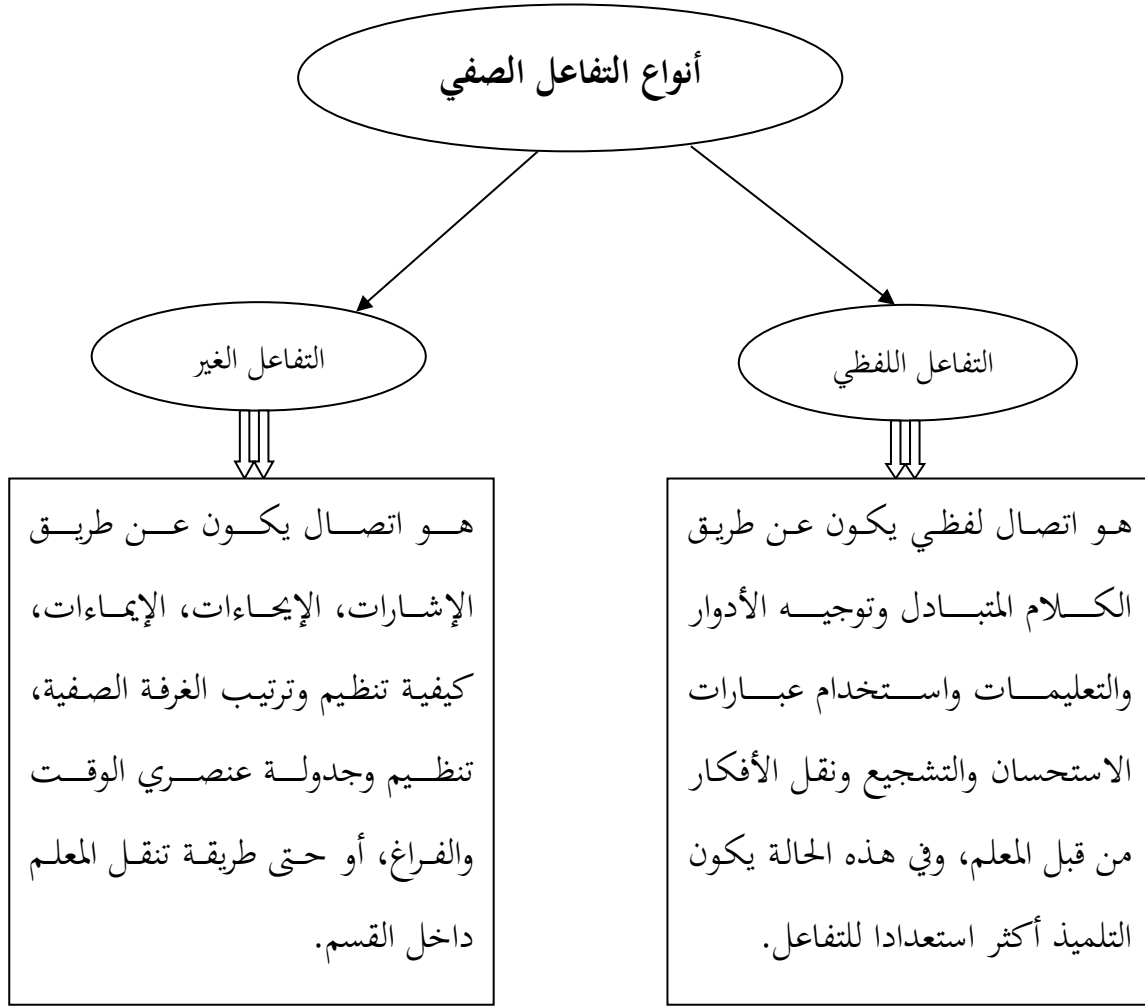 أنواع التفاعل الصفي
التفاعل اللفظي
التفاعل الغير
هو اتصال لفظي يكون عن طريق
الكلام المتبادل وتوجيه الأدوار
والتعليمات واستخدام عبارات
الاستحسان والتشجيع ونقل الأفكار
من قبل المعلم، وفي هذه الحالة يكون
التلميذ أكثر استعدادا للتفاعل.
هو اتصال يكون عن طريق
الإشارات، الإيحاءات، الإيماءات،
كيفية تنظيم وترتيب الغرفة الصفية،
تنظيم وجدولة عنصري الوقت
والفراغ، أو حتى طريقة تنقل المعلم
داخل القسم.